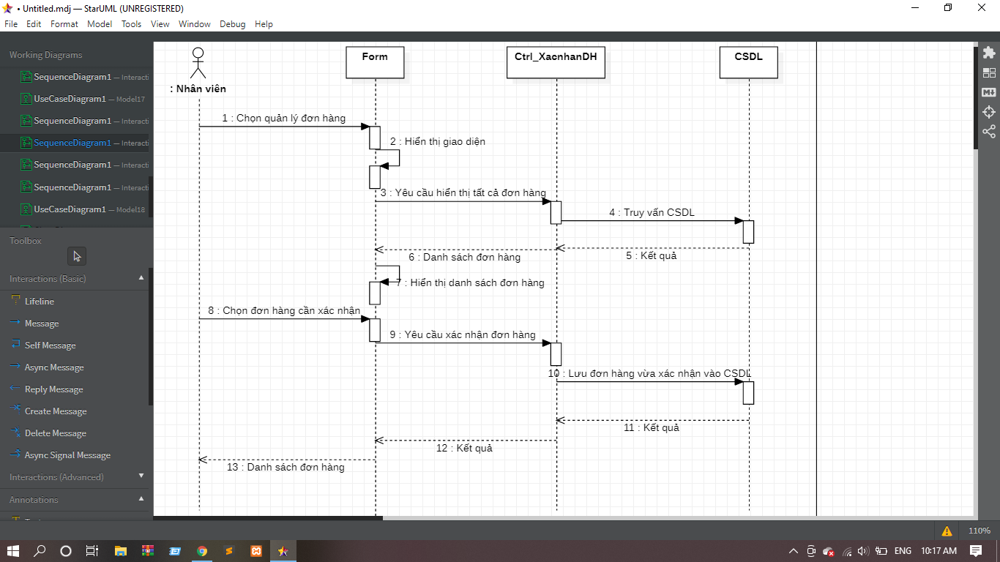 • Untitled.mdj — StarUML (UNREGISTERED)
File Edit Format Model Tools View Window Debug Help
Working Diagrams
SequenceDiagram1 — Interacti
UseCaseDiagram1 — Model17
SequenceDiagram1 — Interacti
SequenceDiagram1 — Interacti
SequenceDiagram1 — Interacti
SequenceDiagram1 — Interacti
UseCaseDiagram1 — Model18
Toolbox
Interactions (Basic)
Lifeline
Message
Self Message
Async Message
Reply Message
Create Message
Delete Message
Async Signal Message
Interactions (Advanced)
Annotations
: Nhân viên
Form
Ctrl_XacnhanDH
CSDL
1 : Chọn quản lý đơn hàng
2 : Hiển thị giao diện
3 : Yêu cầu hiển thị tất cả đơn hàng
4 : Truy vấn CSDL
5 : Kết quả
6 : Danh sách đơn hàng
7 : Hiển thị danh sách đơn hàng
8 : Chọn đơn hàng cần xác nhận
9 : Yêu cầu xác nhận đơn hàng
10 : Lưu đơn hàng vừa xác nhận vào CSDL
11 : Kết quả
12 : Kết quả
13 : Danh sách đơn hàng
M
110%
ENG 10:17 AM